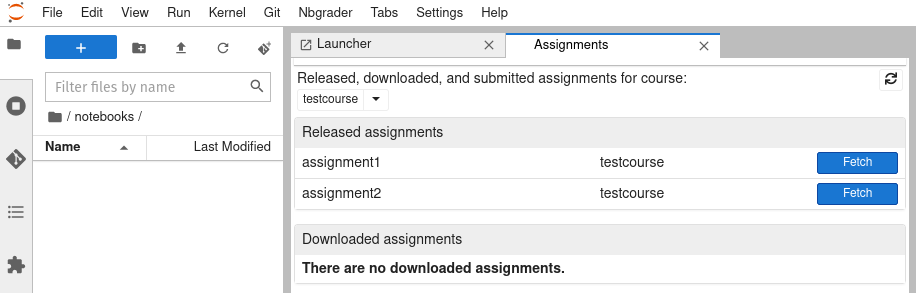 File Edit View Run Kernel Git Nbgrader Tabs Settings Help
Launcher Assignments
Filter files by name
/ notebooks /
Name Last Modified
Released, downloaded, and submitted assignments for course:
testcourse
Released assignments
assignment1 testcourse Fetch
assignment2 testcourse Fetch
Downloaded assignments
There are no downloaded assignments.